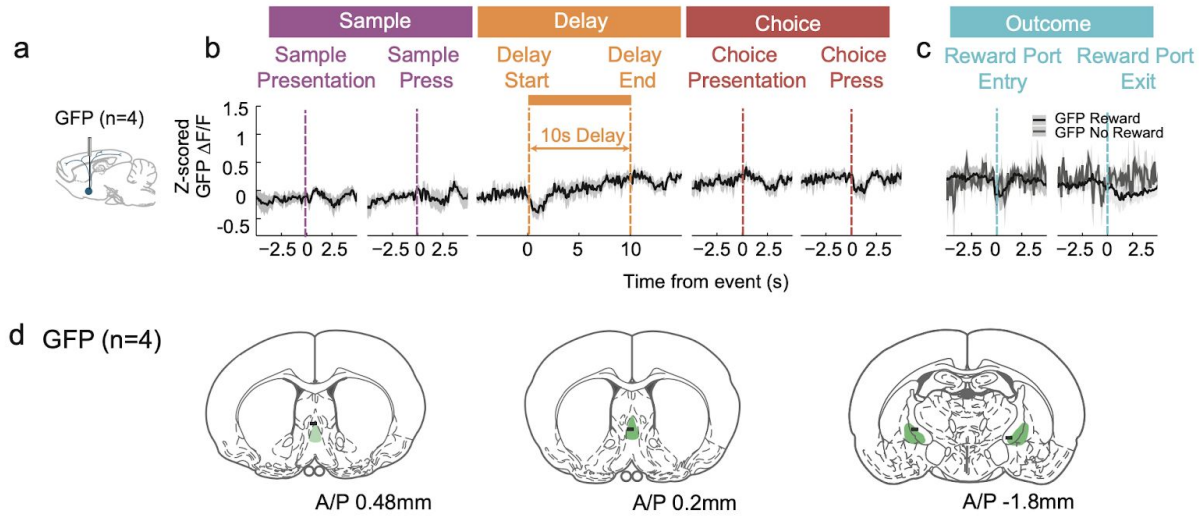 a
GFP (n=4)
b
Sample
Delay
Choice
Sample
Presentation
Sample
Press
Delay
Start
Delay
End
Choice
Presentation
Choice
Press
Z-scored
GFP ΔF/F
1.5
0.5
0
-0.5
10s Delay
-2.5 0 2.5
-2.5 0 2.5
0 5 10
-2.5 0 2.5
-2.5 0 2.5
Time from event (s)
c
Outcome
Reward Port
Entry
Reward Port
Exit
GFP Reward
GFP No Reward
-2.5 0 2.5
-2.5 0 2.5
d GFP (n=4)
A/P 0.48mm
A/P 0.2mm
A/P -1.8mm